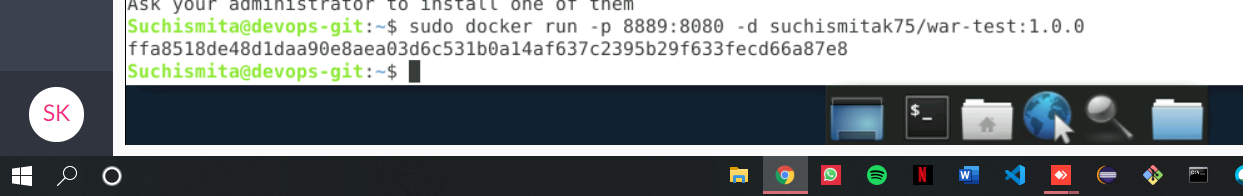 Ask your administrator to install one of them
Suchismita@devops-git:~$ sudo docker run -p 8889:8080 -d suchismitak75/war-test:1.0.0
ffa8518de48d1daa90e8aea03d6c531b0a14af637c2395b29f633fecd66a87e8
Suchismita@devops-git:~$
SK
$_
N
W